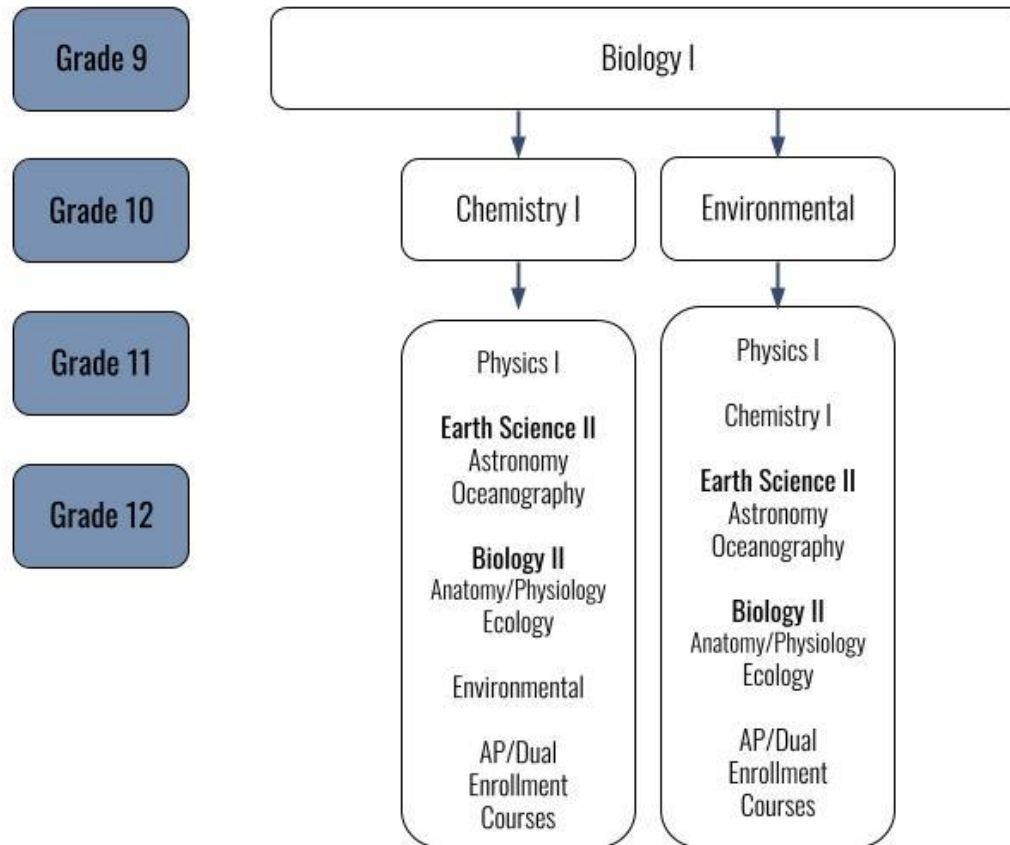 Grade 9
Biology I
Grade 10
Chemistry I
Environmental
Grade 11
Grade 12
Physics I
Earth Science II
Astronomy
Oceanography
Biology II
Anatomy/Physiology
Ecology
Environmental
AP/Dual
Enrollment
Courses
Physics I
Chemistry I
Earth Science II
Astronomy
Oceanography
Biology II
Anatomy/Physiology
Ecology
AP/Dual
Enrollment
Courses